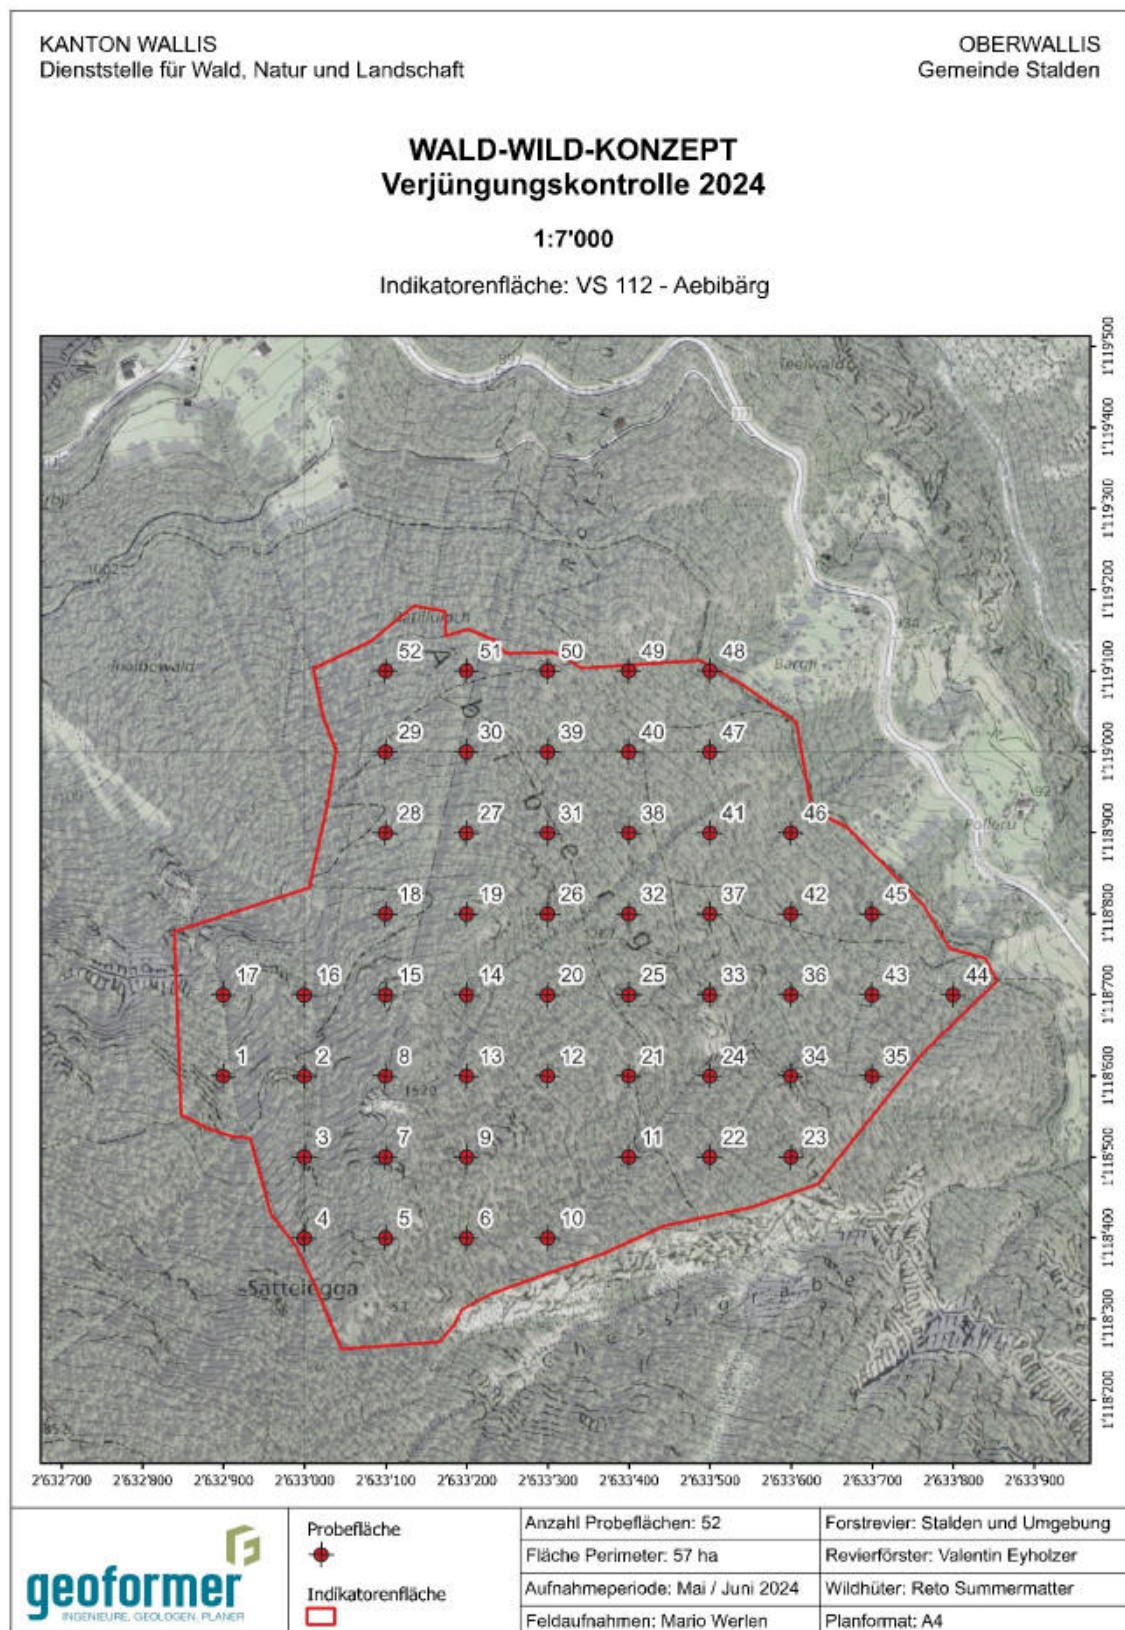 KANTON WALLIS
Dienststelle für Wald, Natur und Landschaft
OBERWALLIS
Gemeinde Stalden
WALD-WILD-KONZEPT
Verjüngungskontrolle 2024
1:7'000
Indikatorenfläche: VS 112 - Aebibärg
1'119'500
1'119'400
1'119'300
1'119'200
1'119'100
1'119'000
1'118'900
1'118'800
1'118'700
1'118'600
1'118'500
1'118'400
1'118'300
1'118'200
897
Teelwald
1002
934
Bärgji
52 51 50 49 48
29 30 39 40 47
28 27 31 38 41 46
18 19 26 32 37 42 45
17 16 15 14 20 25 33 36 43 44
1 2 8 13 12 21 24 34 35
3 7 9 11 22 23
4 5 6 10
1620
2'632'700 2'632'800 2'632'900 2'633'000 2'633'100 2'633'200 2'633'300 2'633'400 2'633'500 2'633'600 2'633'700 2'633'800 2'633'900
geoformer
INGENIEURE, GEOLOGEN, PLANER
Probefläche
Indikatorenfläche
Anzahl Probeflächen: 52
Fläche Perimeter: 57 ha
Aufnahmeperiode: Mai / Juni 2024
Feldaufnahmen: Mario Werlen
Forstrevier: Stalden und Umgebung
Revierförster: Valentin Eyholzer
Wildhüter: Reto Summermatter
Planformat: A4